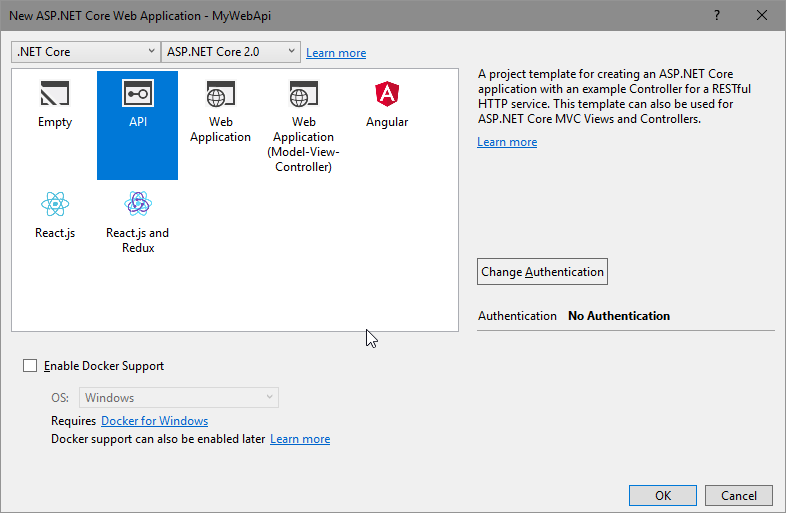 New ASP.NET Core Web Application - MyWebApi
.NET Core ASP.NET Core 2.0 Learn more
Empty
API
Web
Application
Web
Application
(Model-View-
Controller)
Angular
React.js
React.js and
Redux
A project template for creating an ASP.NET Core
application with an example Controller for a RESTful
HTTP service. This template can also be used for
ASP.NET Core MVC Views and Controllers.
Learn more
Change Authentication
Authentication No Authentication
Enable Docker Support
OS: Windows
Requires Docker for Windows
Docker support can also be enabled later Learn more
OK Cancel